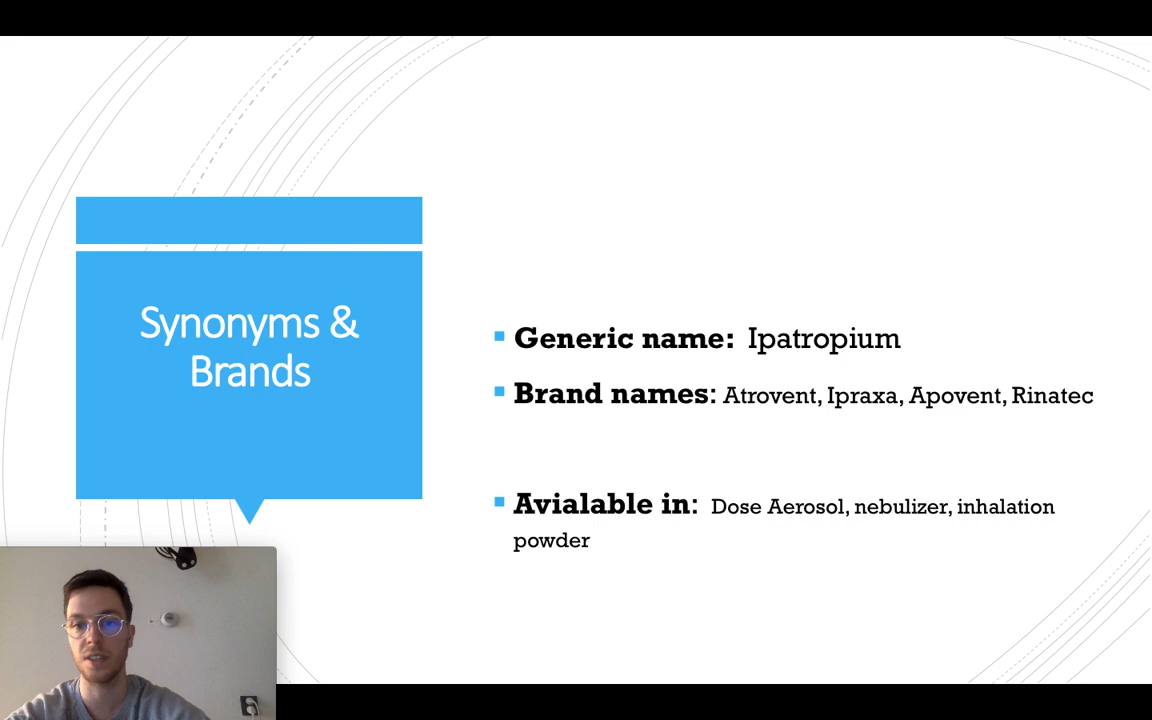 Synonyms &
Brands
Generic name: Ipatropium
Brand names: Atrovent, Ipraxa, Apovent, Rinatec
Avialable in: Dose Aerosol, nebulizer, inhalation
powder